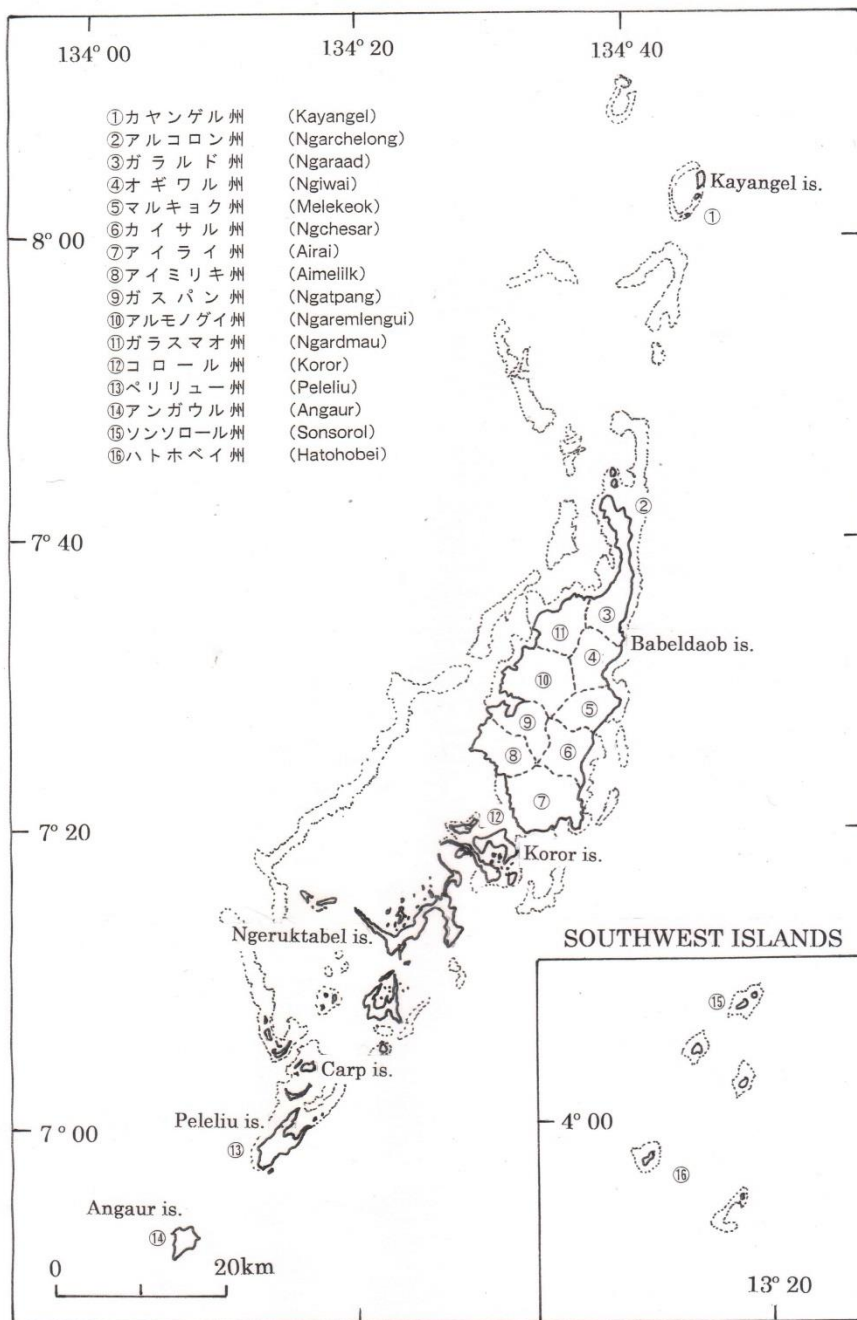 134° 00 134° 20 134° 40
①カヤンゲル州 (Kayangel)
②アルコロン州 (Ngarchelong)
③ガラルド州 (Ngaraad)
④オギワル州 (Ngiwai)
⑤マルキョク州 (Melekeok)
⑥カイサル州 (Ngchesar)
⑦アイライ州 (Airai)
⑧アイミリキ州 (Aimelilk)
⑨ガスパン州 (Ngatpang)
⑩アルモノグイ州 (Ngaremlengui)
⑪ガラスマオ州 (Ngardmau)
⑫コロール州 (Koror)
⑬ペリリュー州 (Peleliu)
⑭アンガウル州 (Angaur)
⑮ソンソロール州 (Sonsorol)
⑯ハトホベイ州 (Hatohobei)
Kayangel is.
①
8° 00
②
7° 40
③
⑪
Babeldaob is.
④
⑩
⑤
⑨
⑥
⑧
⑦
7° 20
⑫
Koror is.
Ngeruktabel is.
SOUTHWEST ISLANDS
⑮
Carp is.
Peleliu is.
4° 00
7° 00
⑬
⑯
Angaur is.
⑭
0 20km
13° 20